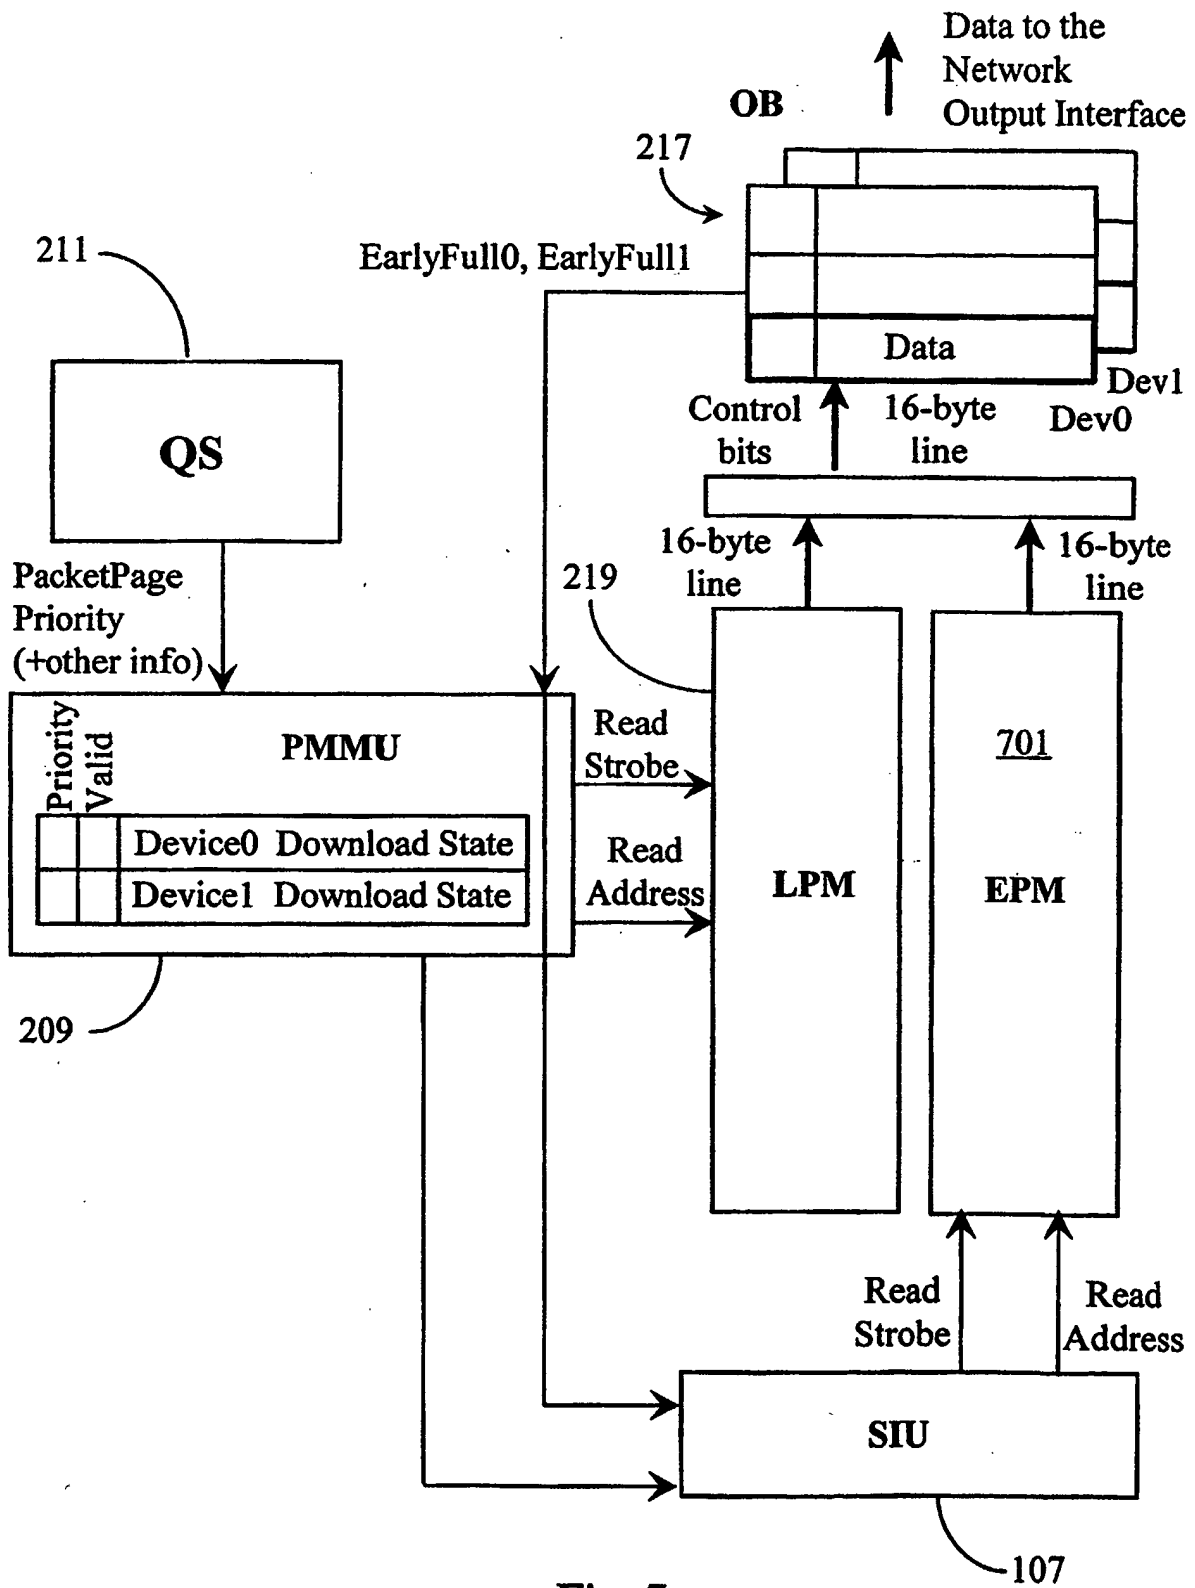 Data to the
Network
Output Interface
OB
217
211
EarlyFull0, EarlyFull1
Data
Dev1
Dev0
Control
bits
16-byte
line
QS
16-byte
line
16-byte
line
219
PacketPage
Priority
(+other info)
Priority
Valid
PMMU
Read
Strobe
701
Device0 Download State
Device1 Download State
Read
Address
LPM
EPM
209
Read
Strobe
Read
Address
SIU
107